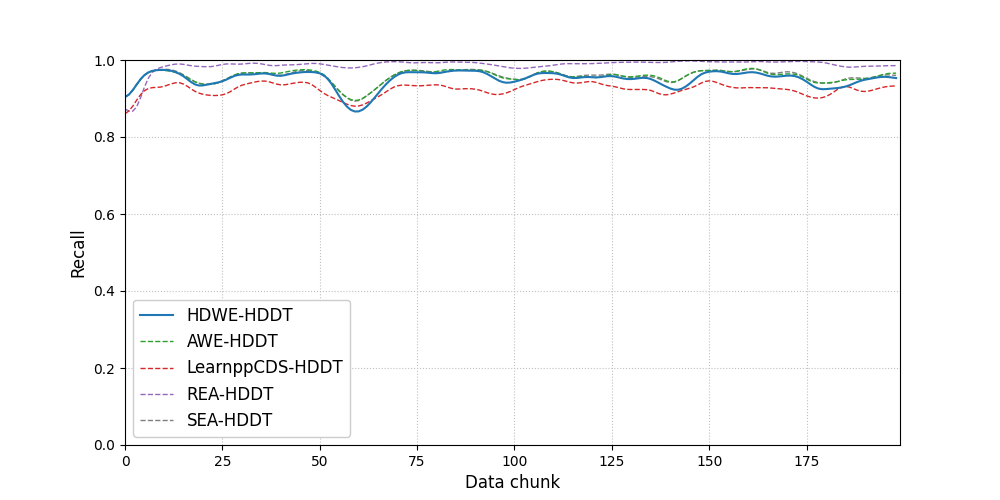 1.0
0.8
0.6
0.4
0.2
0.0
Recall
HDWE-HDDT
AWE-HDDT
LearnppCDS-HDDT
REA-HDDT
SEA-HDDT
0 25 50 75 100 125 150 175
Data chunk